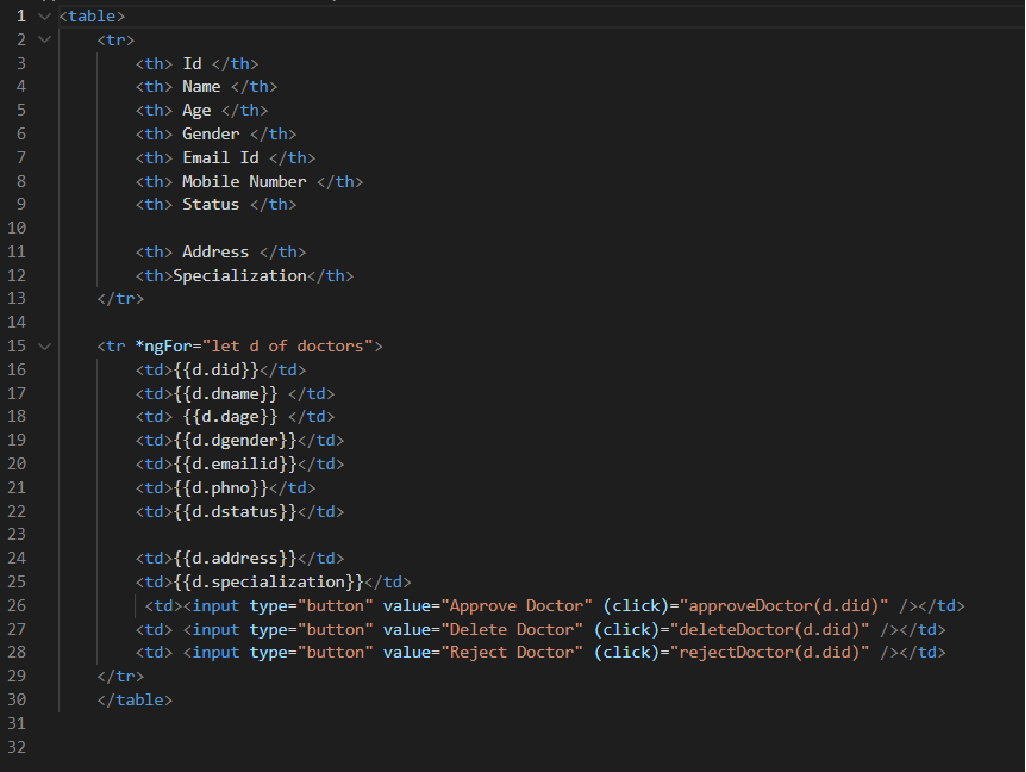 1 <table>
2 <tr>
3 <th> Id </th>
4 <th> Name </th>
5 <th> Age </th>
6 <th> Gender </th>
7 <th> Email Id </th>
8 <th> Mobile Number </th>
9 <th> Status </th>
10
11 <th> Address </th>
12 <th>Specialization</th>
13 </tr>
14
15 <tr *ngFor="let d of doctors">
16 <td>{{d.did}}</td>
17 <td>{{d.dname}} </td>
18 <td> {{d.dage}} </td>
19 <td>{{d.dgender}}</td>
20 <td>{{d.emailid}}</td>
21 <td>{{d.phno}}</td>
22 <td>{{d.dstatus}}</td>
23
24 <td>{{d.address}}</td>
25 <td>{{d.specialization}}</td>
26 <td><input type="button" value="Approve Doctor" (click)="approveDoctor(d.did)" /></td>
27 <td> <input type="button" value="Delete Doctor" (click)="deleteDoctor(d.did)" /></td>
28 <td> <input type="button" value="Reject Doctor" (click)="rejectDoctor(d.did)" /></td>
29 </tr>
30 </table>
31
32